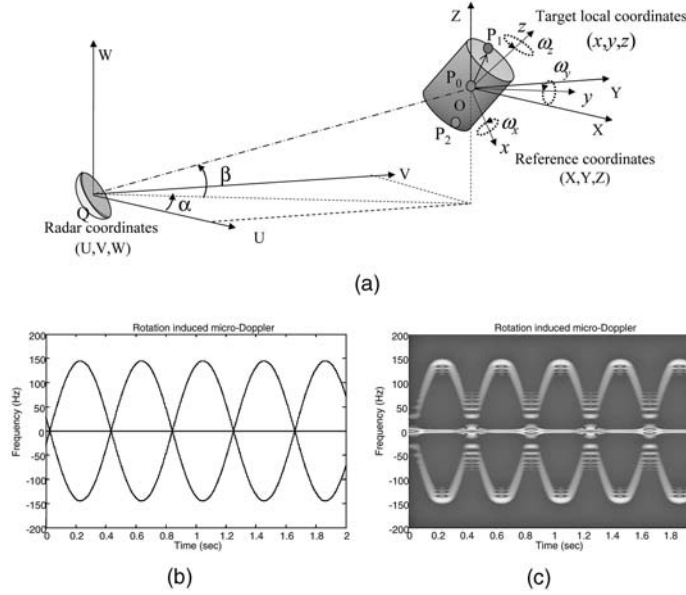 Z
P1
z
Target local coordinates
(x,y,z)
ωz
W
P0
ωy
Y
O
y
P2
X
ωx
x
Reference coordinates
(X,Y,Z)
β
V
α
Q
U
Radar coordinates
(U,V,W)
(a)
Rotation induced micro-Doppler
200
150
100
50
0
-50
-100
-150
-200
Frequency (Hz)
0 0.2 0.4 0.6 0.8 1 1.2 1.4 1.6 1.8 2
Time (sec)
(b)
Rotation induced micro-Doppler
200
150
100
50
0
-50
-100
-150
-200
Frequency (Hz)
0 0.2 0.4 0.6 0.8 1 1.2 1.4 1.6 1.8
Time (sec)
(c)